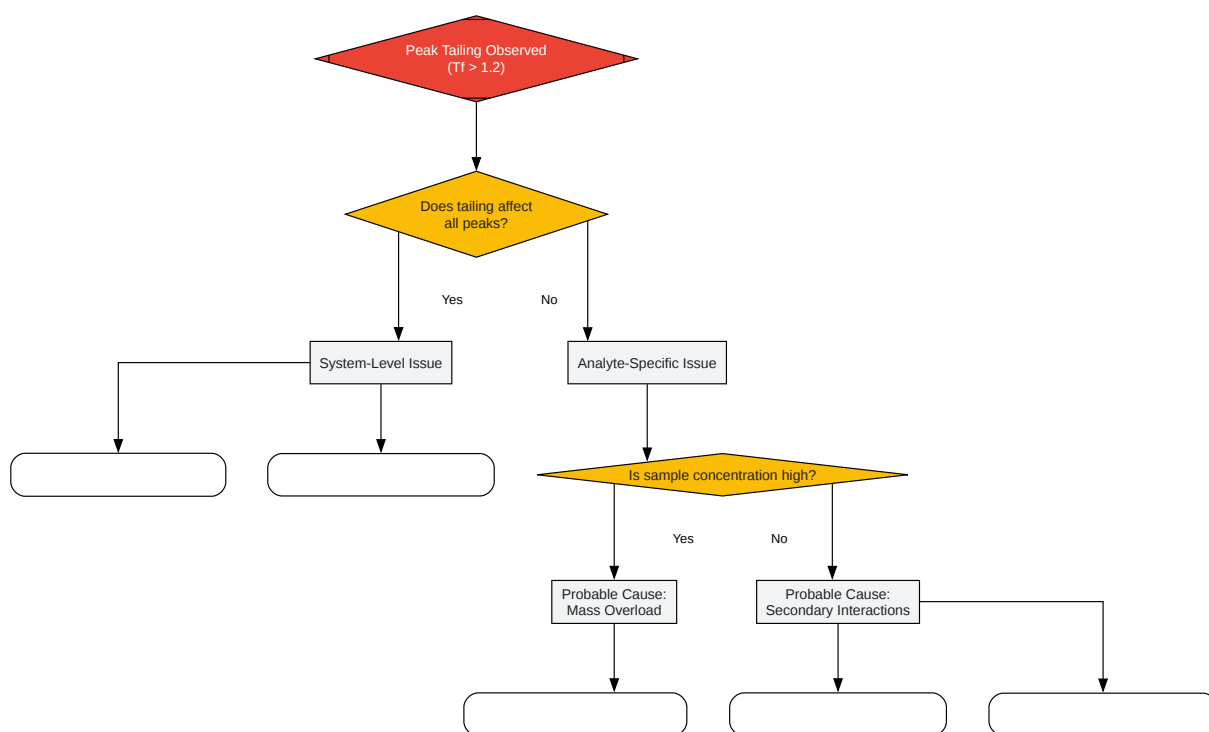 Peak Tailing Observed
(Tf > 1.2)
Does tailing affect
all peaks?
Yes
No
System-Level Issue
Analyte-Specific Issue
Is sample concentration high?
Yes
No
Probable Cause:
Mass Overload
Probable Cause:
Secondary Interactions